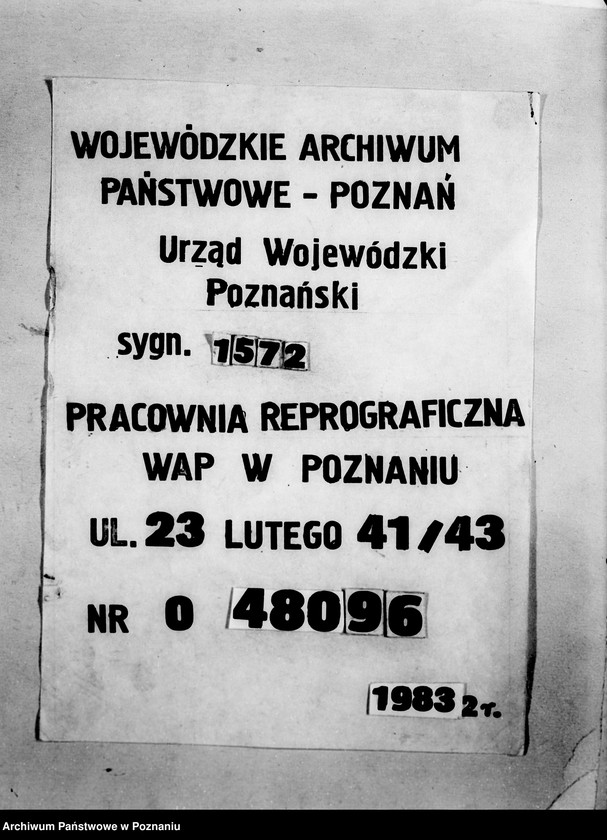 WOJEWÓDZKIE ARCHIWUM
PAŃSTWOWE - POZNAŃ
Urząd Wojewódzki
Poznański
sygn. 1572
PRACOWNIA REPROGRAFICZNA
WAP W POZNANIU
UL. 23 LUTEGO 41/43
NR 0 48096
1983 2 r.
Archiwum Państwowe w Poznaniu